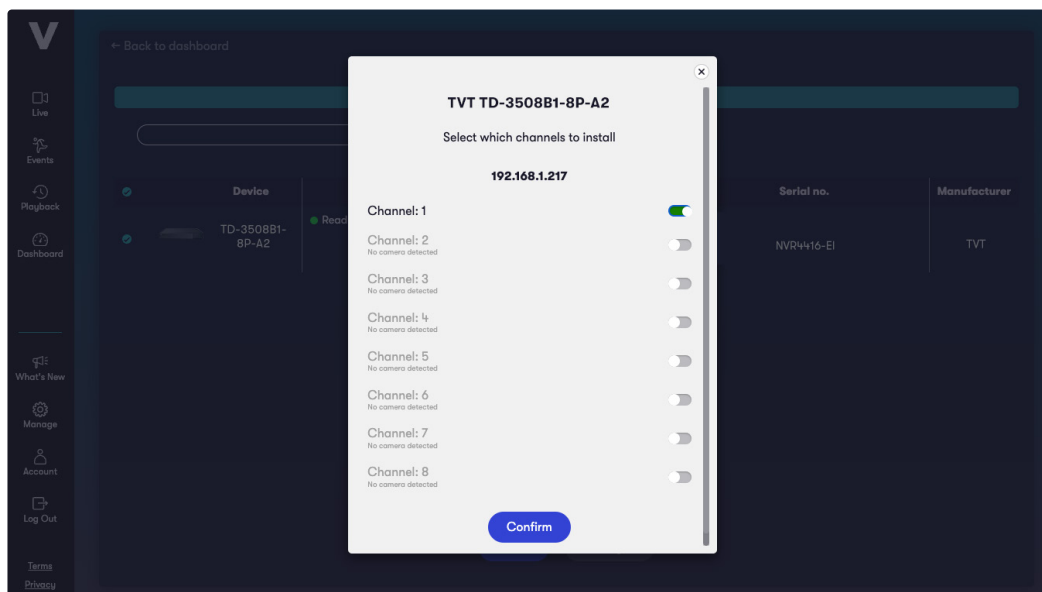 V
← Back to dashboard
Live
Events
Playback
Dashboard
What's New
Manage
Account
Log Out
Terms
Privacy
Device
Serial no.
Manufacturer
TD-3508B1-
8P-A2
Read
NVR4416-EI
TVT
TVT TD-3508B1-8P-A2
Select which channels to install
192.168.1.217
Channel: 1
Channel: 2
No camera detected
Channel: 3
No camera detected
Channel: 4
No camera detected
Channel: 5
No camera detected
Channel: 6
No camera detected
Channel: 7
No camera detected
Channel: 8
No camera detected
Confirm